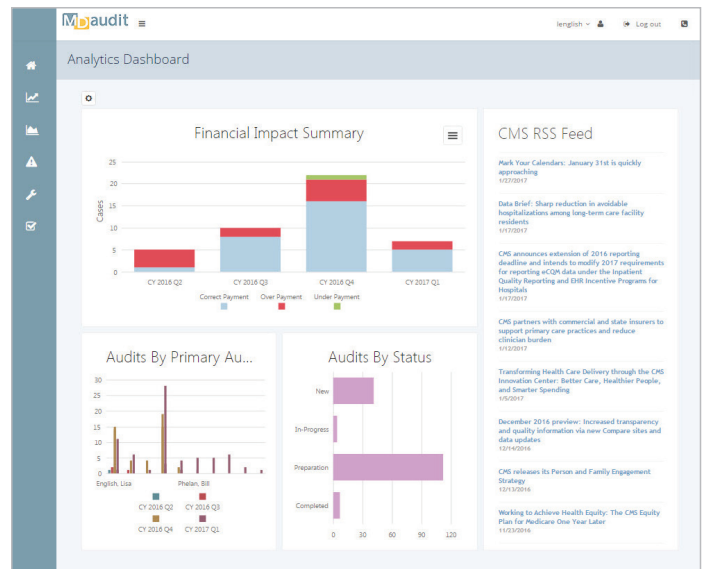 MDaudit
lenglish
Log out
Analytics Dashboard
Financial Impact Summary
25
20
15
10
5
0
Cases
CY 2016 Q2
CY 2016 Q3
CY 2016 Q4
CY 2017 Q1
Correct Payment
Over Payment
Under Payment
Audits By Primary Au...
30
25
20
15
10
5
0
English, Lisa
Phelan, Bill
CY 2016 Q2
CY 2016 Q3
CY 2016 Q4
CY 2017 Q1
Audits By Status
New
In-Progress
Preparation
Completed
0
30
60
90
120
CMS RSS Feed
Mark Your Calendars: January 31st is quickly
approaching
1/27/2017
Data Brief: Sharp reduction in avoidable
hospitalizations among long-term care facility
residents
1/17/2017
CMS announces extension of 2016 reporting
deadline and intends to modify 2017 requirements
for reporting eCQM data under the Inpatient
Quality Reporting and EHR Incentive Programs for
Hospitals
1/17/2017
CMS partners with commercial and state insurers to
support primary care practices and reduce
clinician burden
1/13/2017
Transforming Health Care Delivery through the CMS
Innovation Center: Better Care, Healthier People,
and Smarter Spending
1/5/2017
December 2016 preview: Increased transparency
and quality information via new Compare sites and
data updates
12/14/2016
CMS releases its Person and Family Engagement
Strategy
12/13/2016
Working to Achieve Health Equity: The CMS Equity
Plan for Medicare One Year Later
11/23/2016